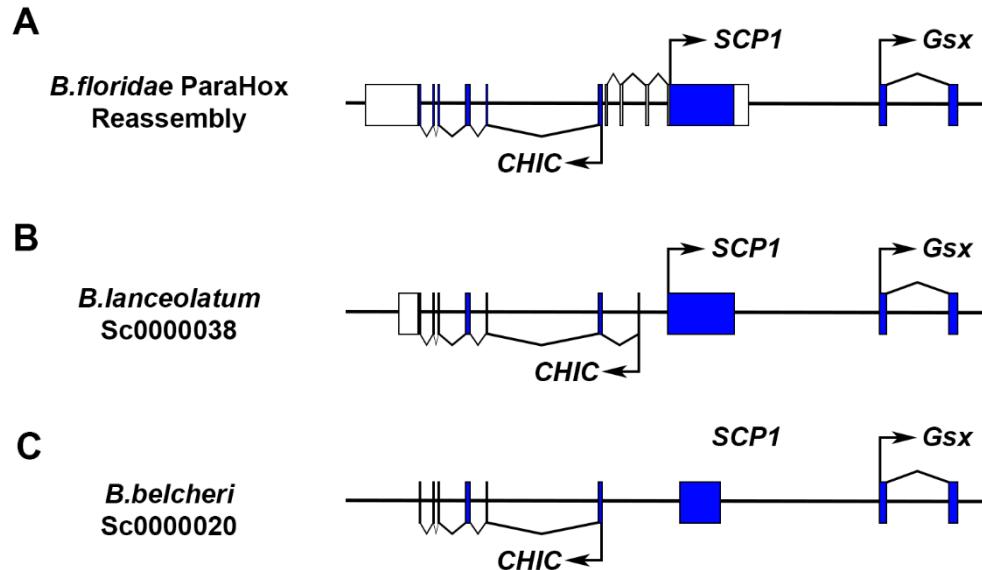 A
B.floridae ParaHox
Reassembly
SCP1
Gsx
CHIC
B
B.lanceolatum
Sc0000038
SCP1
Gsx
CHIC
C
B.belcheri
Sc0000020
SCP1
Gsx
CHIC